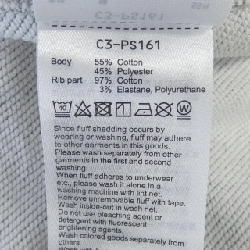 C3-PS161
C3-PS161
Body 55% Cotton
45% Polyester
Rib part 97% Cotton
3% Elastane, Polyurethane
Since fluff shedding occurs by
wearing or washing, fluff may adhere
to other garments in this goods.
Please wash separately from other
garments in the first and second
washing.
When fluff adheres to underwear
etc., please wash it alone in a
washing machine with lint net.
Remove unremovable fluff with tape.
Wash inside-out in wash net.
Do not use bleaching agent or
detergent with fluorescent
brightening agent.
Wash colored goods separately from
others.